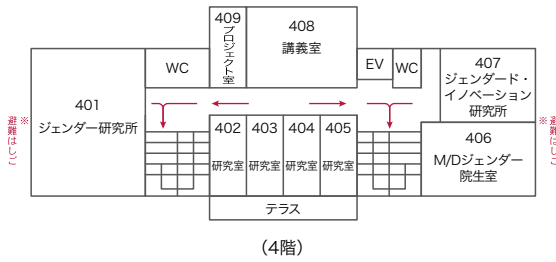 409
プロジェクト室
408
講義室
WC
EV
WC
407
ジェンダード・
イノベーション
研究所
401
ジェンダー研究所
※
避難はしご
402
研究室
403
研究室
404
研究室
405
研究室
406
M/Dジェンダー
院生室
※
避難はしご
テラス
（4階）